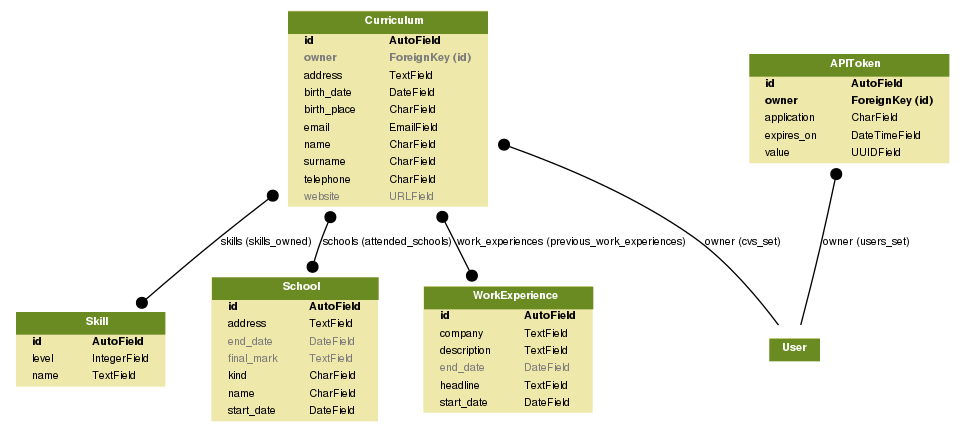 Curriculum
id AutoField
owner ForeignKey (id)
address TextField
birth_date DateField
birth_place CharField
email EmailField
name CharField
surname CharField
telephone CharField
website URLField
APIToken
id AutoField
owner ForeignKey (id)
application CharField
expires_on DateTimeField
value UUIDField
skills (skills_owned)
schools (attended_schools)
work_experiences (previous_work_experiences)
owner (cvs_set)
owner (users_set)
Skill
id AutoField
level IntegerField
name TextField
School
id AutoField
address TextField
end_date DateField
final_mark TextField
kind CharField
name CharField
start_date DateField
WorkExperience
id AutoField
company TextField
description TextField
end_date DateField
headline TextField
start_date DateField
User